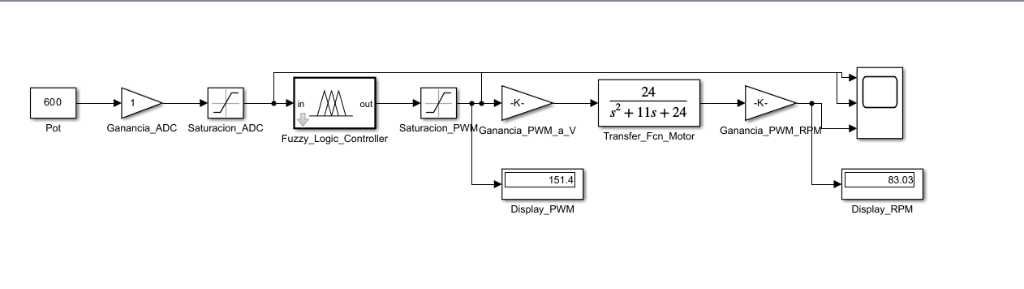 600
Pot
1
Ganancia_ADC
Saturacion_ADC
in
out
Fuzzy_Logic_Controller
Saturacion_PWM
-K-
Ganancia_PWM_a_V
24
s² + 11s + 24
Transfer_Fcn_Motor
-K-
Ganancia_PWM_RPM
151.4
Display_PWM
83.03
Display_RPM